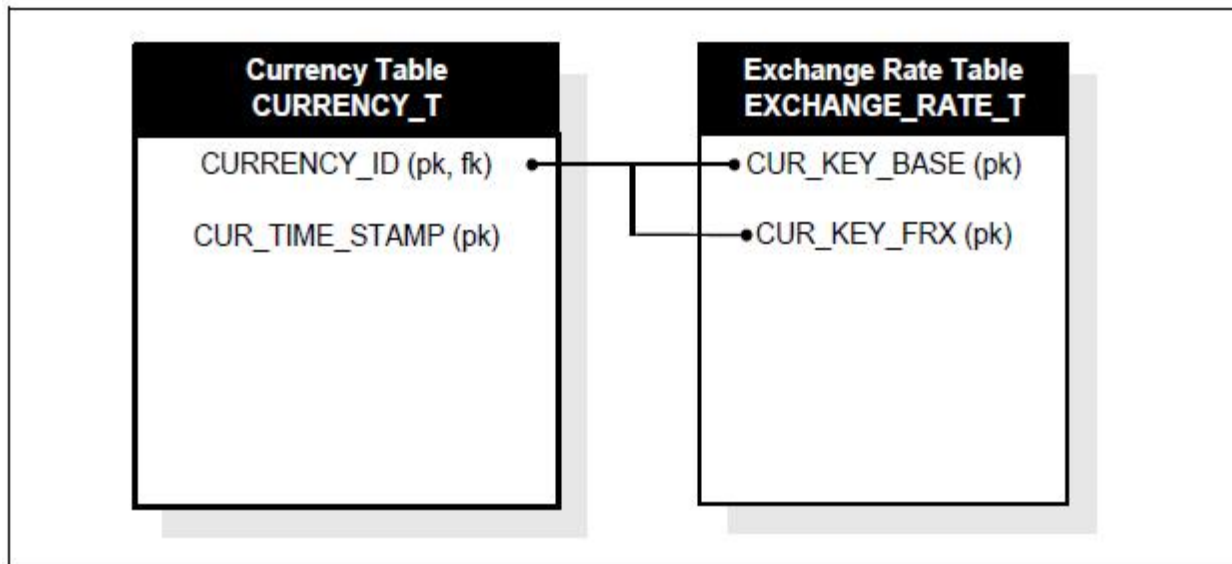 Currency Table
CURRENCY_T
CURRENCY_ID (pk, fk)
CUR_TIME_STAMP (pk)
Exchange Rate Table
EXCHANGE_RATE_T
CUR_KEY_BASE (pk)
CUR_KEY_FRX (pk)